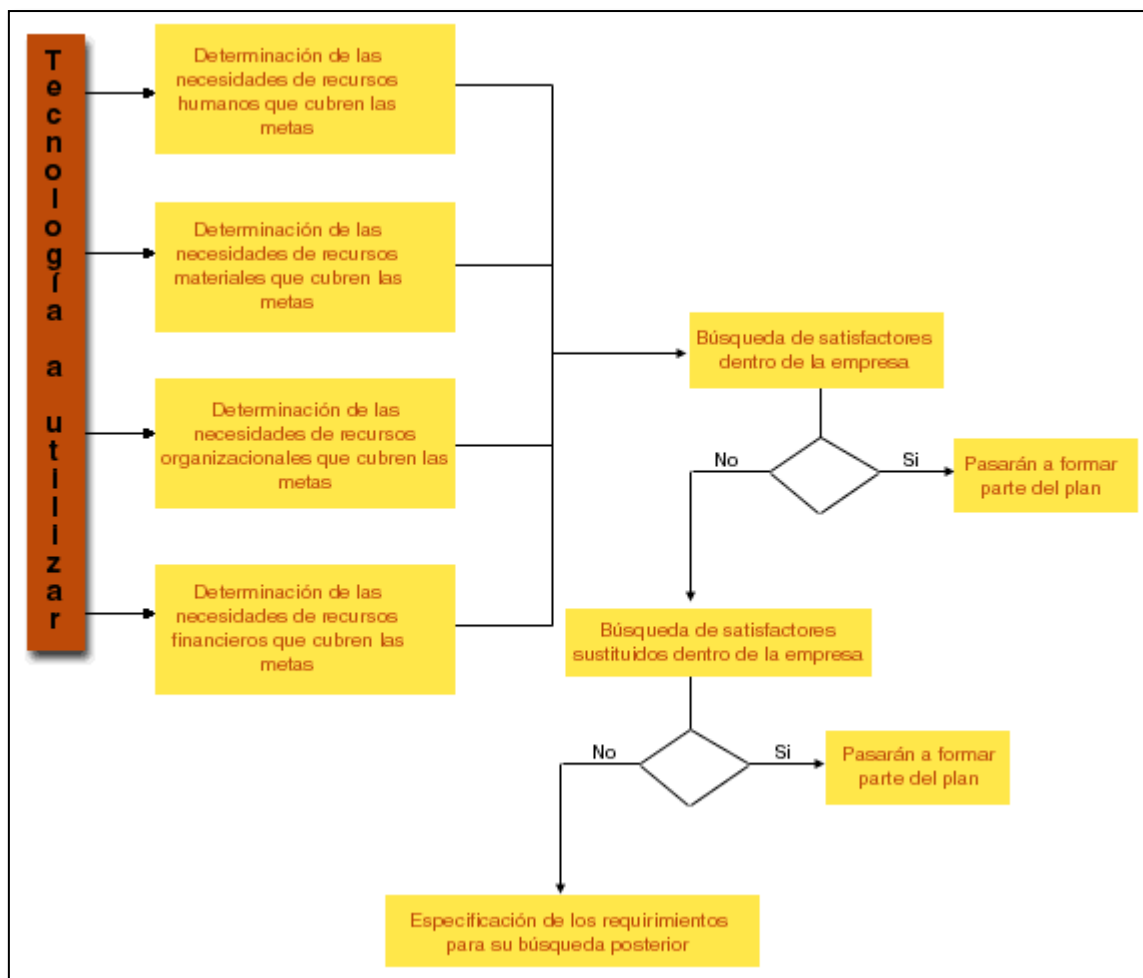 Tecnología a utilizar
Determinación de las
necesidades de recursos
humanos que cubren las
metas
Determinación de las
necesidades de recursos
materiales que cubren las
metas
Determinación de las
necesidades de recursos
organizacionales que cubren las
metas
Determinación de las
necesidades de recursos
financieros que cubren las
metas
Búsqueda de satisfactores
dentro de la empresa
No
Si
Pasarán a formar
parte del plan
Búsqueda de satisfactores
sustituidos dentro de la empresa
No
Si
Pasarán a formar
parte del plan
Especificación de los requirimientos
para su búsqueda posterior